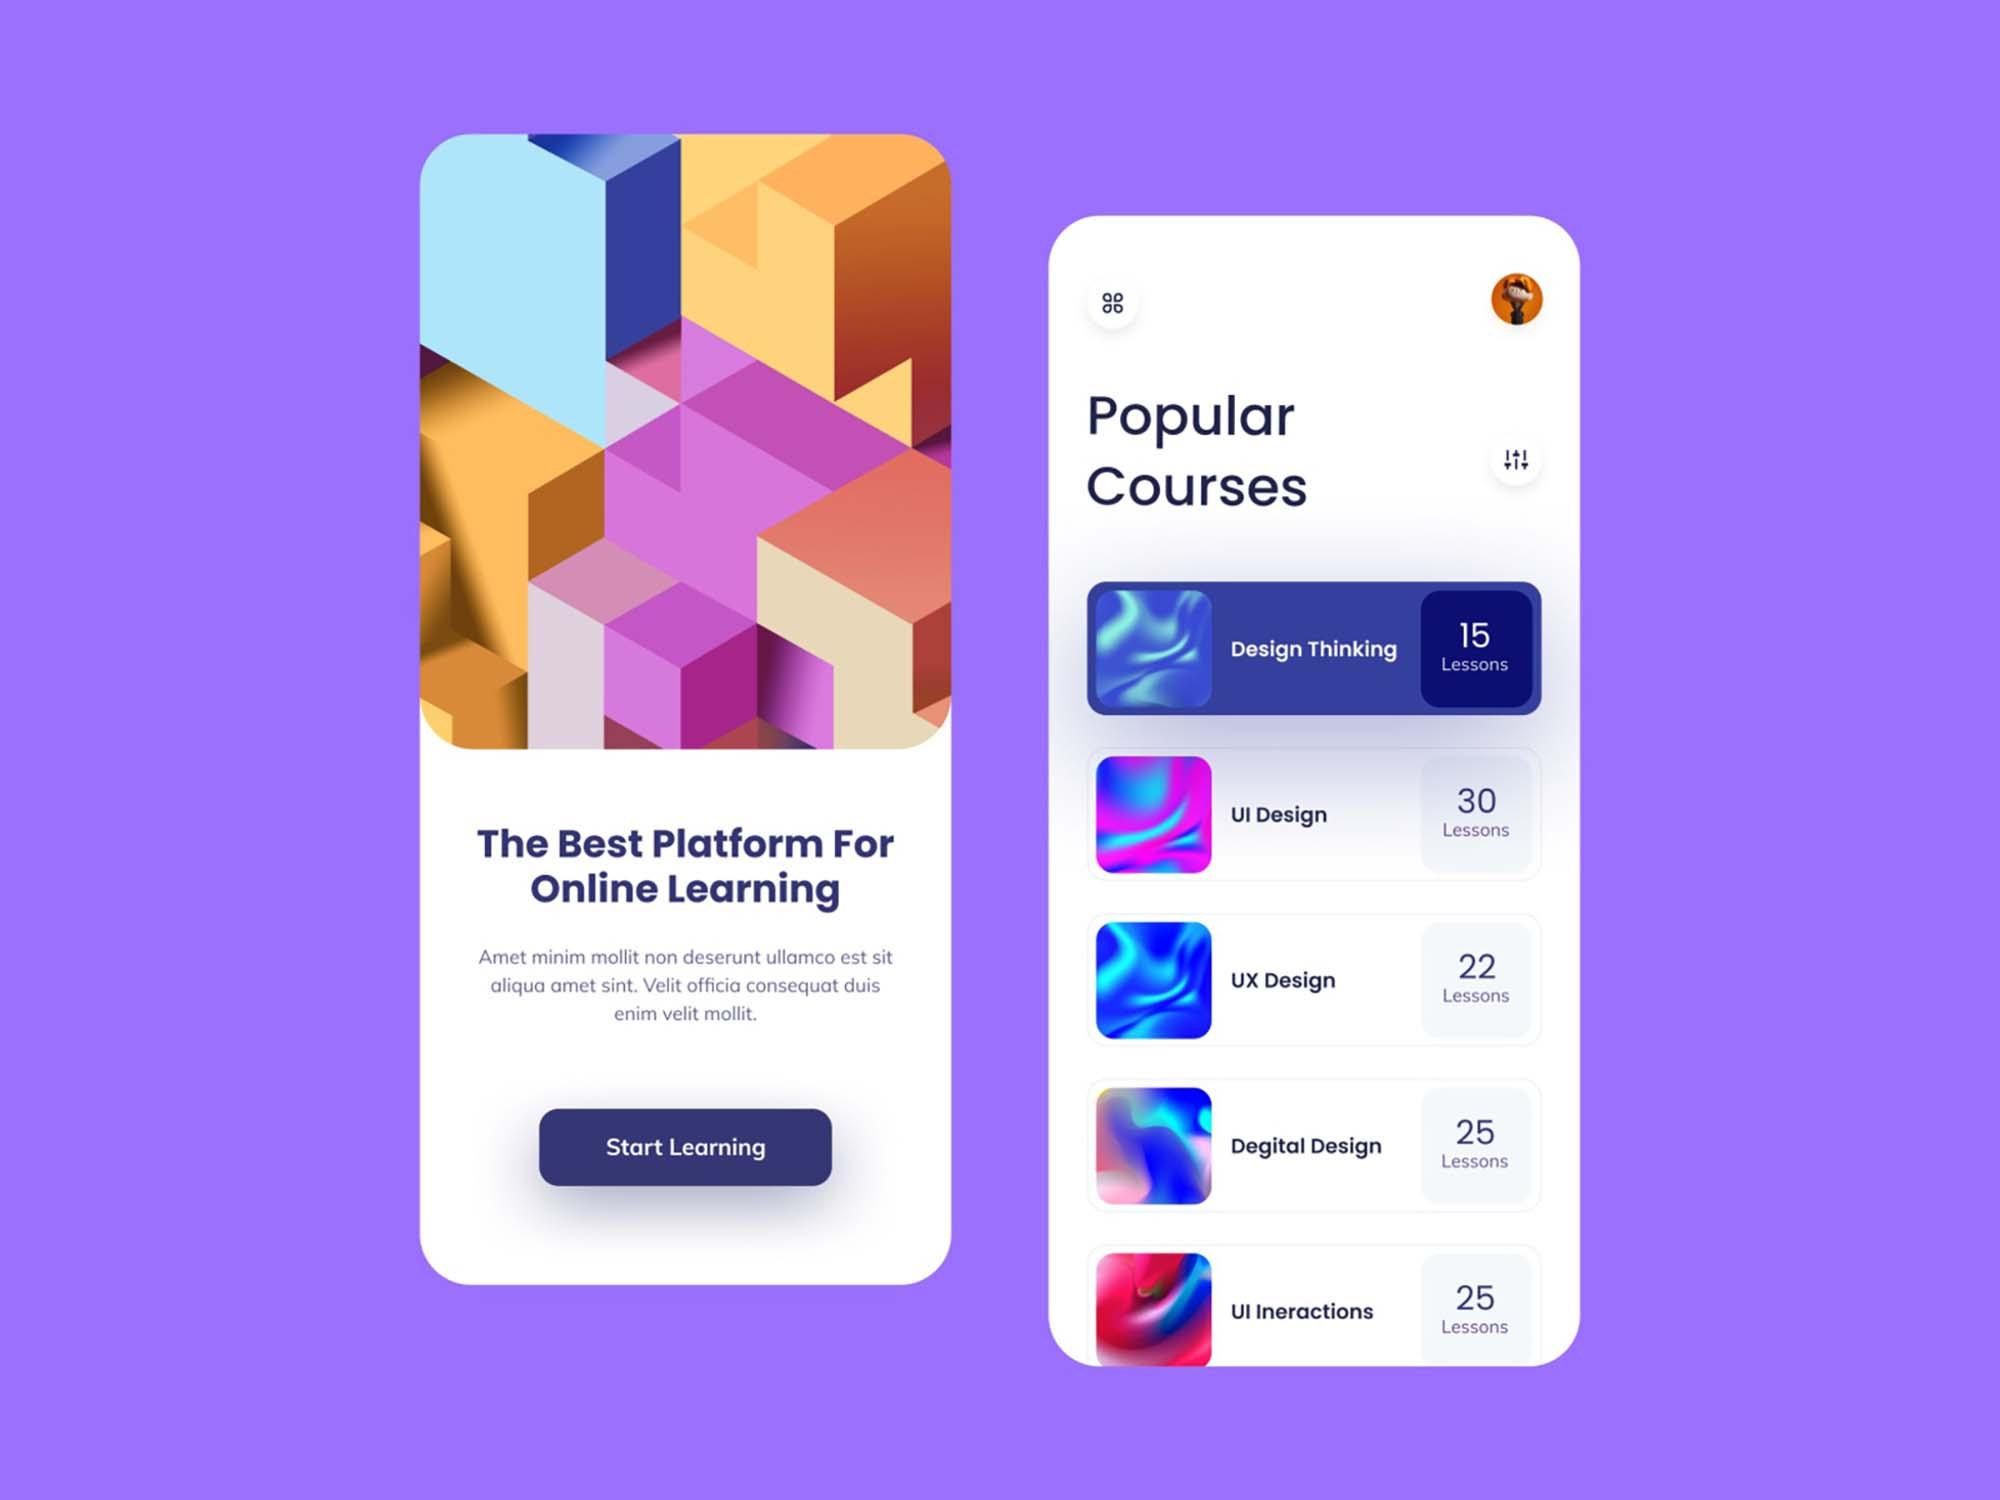 The Best Platform For
Online Learning
Amet minim mollit non deserunt ullamco est sit
aliqua amet sint. Velit officia consequat duis
enim velit mollit.
Start Learning
Popular
Courses
Design Thinking
15
Lessons
UI Design
30
Lessons
UX Design
22
Lessons
Degital Design
25
Lessons
UI Ineractions
25
Lessons